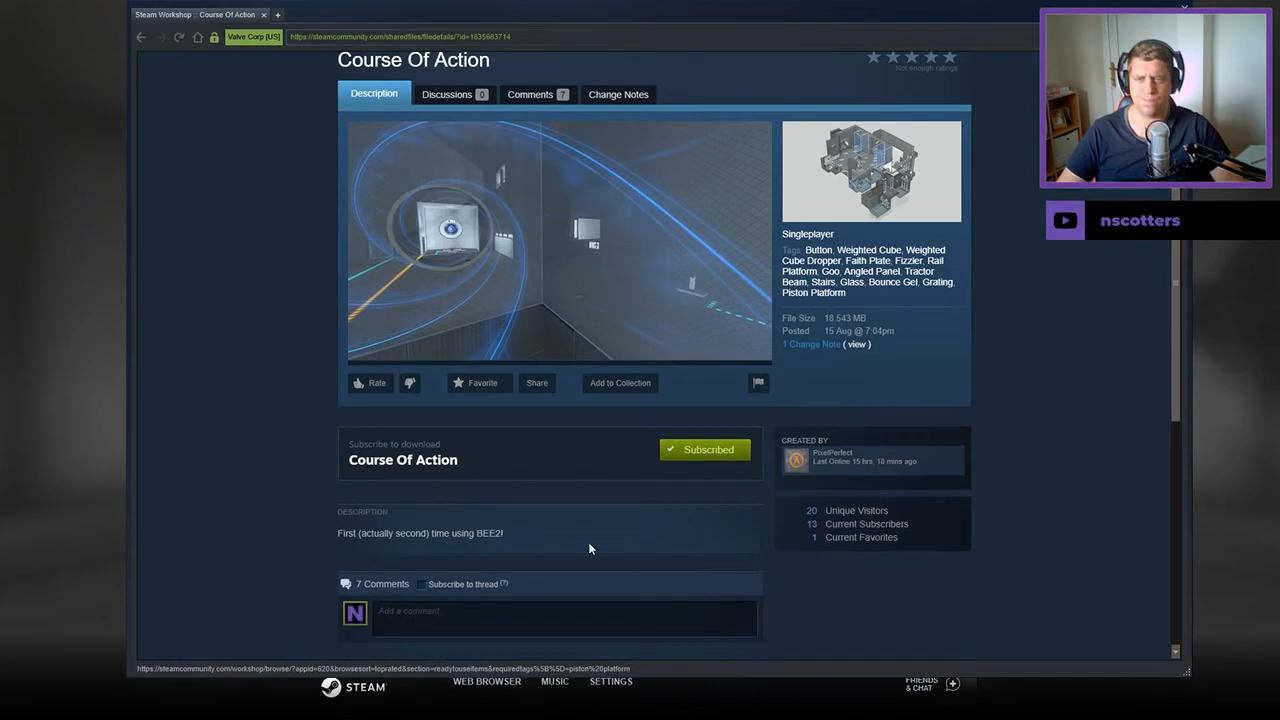 Steam Workshop :: Course Of Action × +
Valve Corp [US] https://steamcommunity.com/sharedfiles/filedetails/?id=1835683714
Course Of Action
Not enough ratings
Description Discussions 0 Comments 7 Change Notes
Singleplayer
Tags: Button, Weighted Cube, Weighted
Cube Dropper, Faith Plate, Fizzler, Rail
Platform, Goo, Angled Panel, Tractor
Beam, Stairs, Glass, Bounce Gel, Grating,
Piston Platform
File Size 18.543 MB
Posted 15 Aug @ 7:04pm
1 Change Note ( view )
Rate Favorite Share Add to Collection
Subscribe to download
Course Of Action
Subscribed
CREATED BY
PixelPerfect
Last Online 15 hrs, 18 mins ago
20 Unique Visitors
13 Current Subscribers
1 Current Favorites
DESCRIPTION
First (actually second) time using BEE2!
7 Comments Subscribe to thread (?)
N Add a comment
https://steamcommunity.com/workshop/browse/?appid=620&browsesort=toprated&section=readytouseitems&requiredtags%5B%5D=piston%20platform
STEAM WEB BROWSER MUSIC SETTINGS
FRIENDS
& CHAT
nscotters